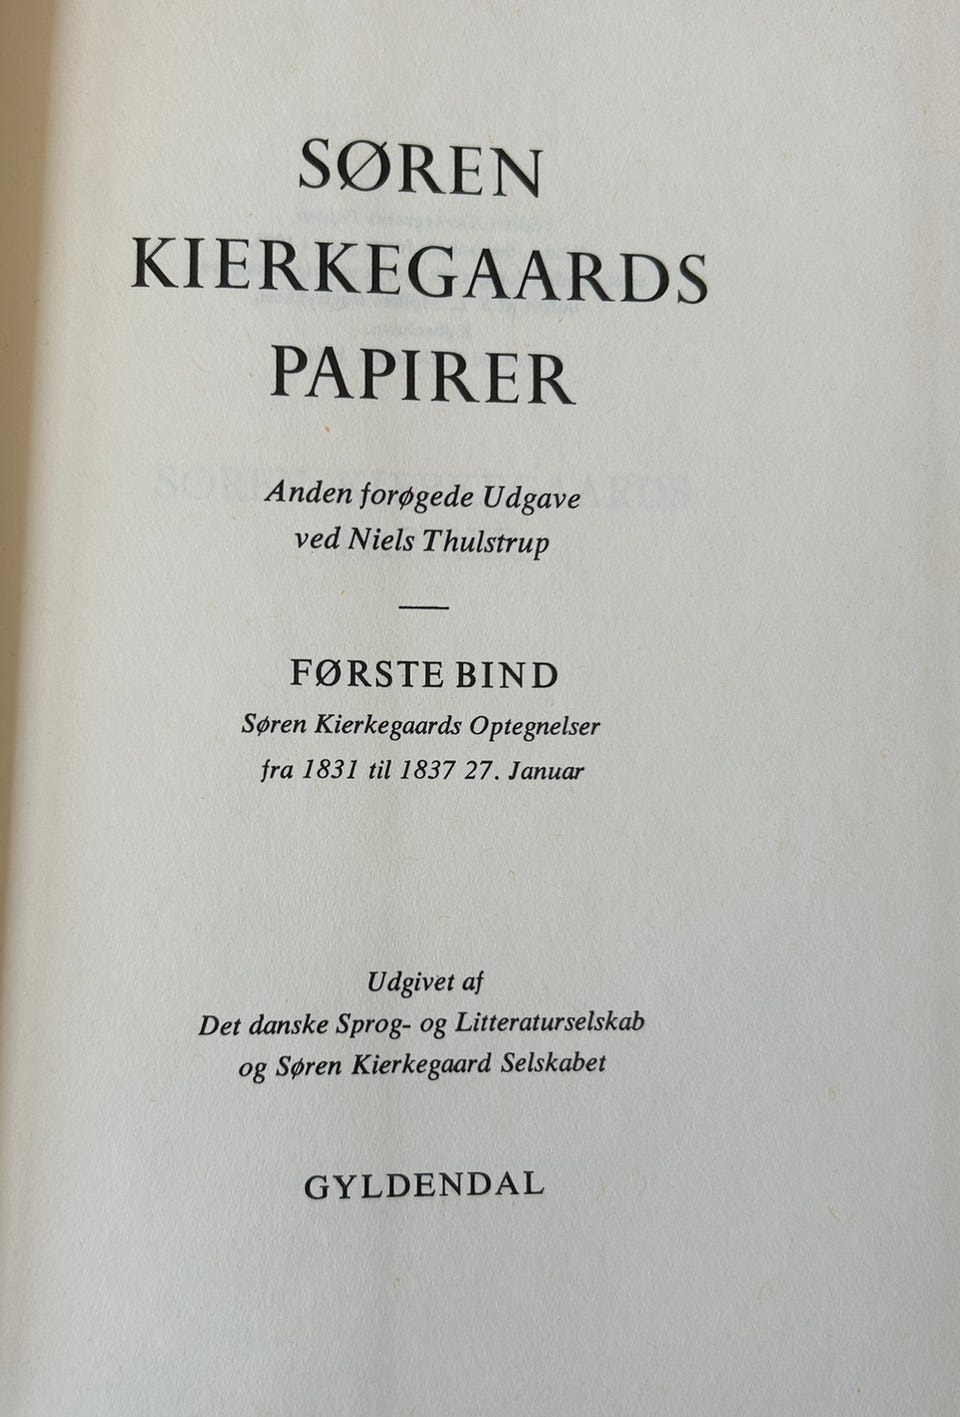 SØREN
KIERKEGAARDS
PAPIRER
Anden forøgede Udgave
ved Niels Thulstrup
FØRSTE BIND
Søren Kierkegaards Optegnelser
fra 1831 til 1837 27. Januar
Udgivet af
Det danske Sprog- og Litteraturselskab
og Søren Kierkegaard Selskabet
GYLDENDAL